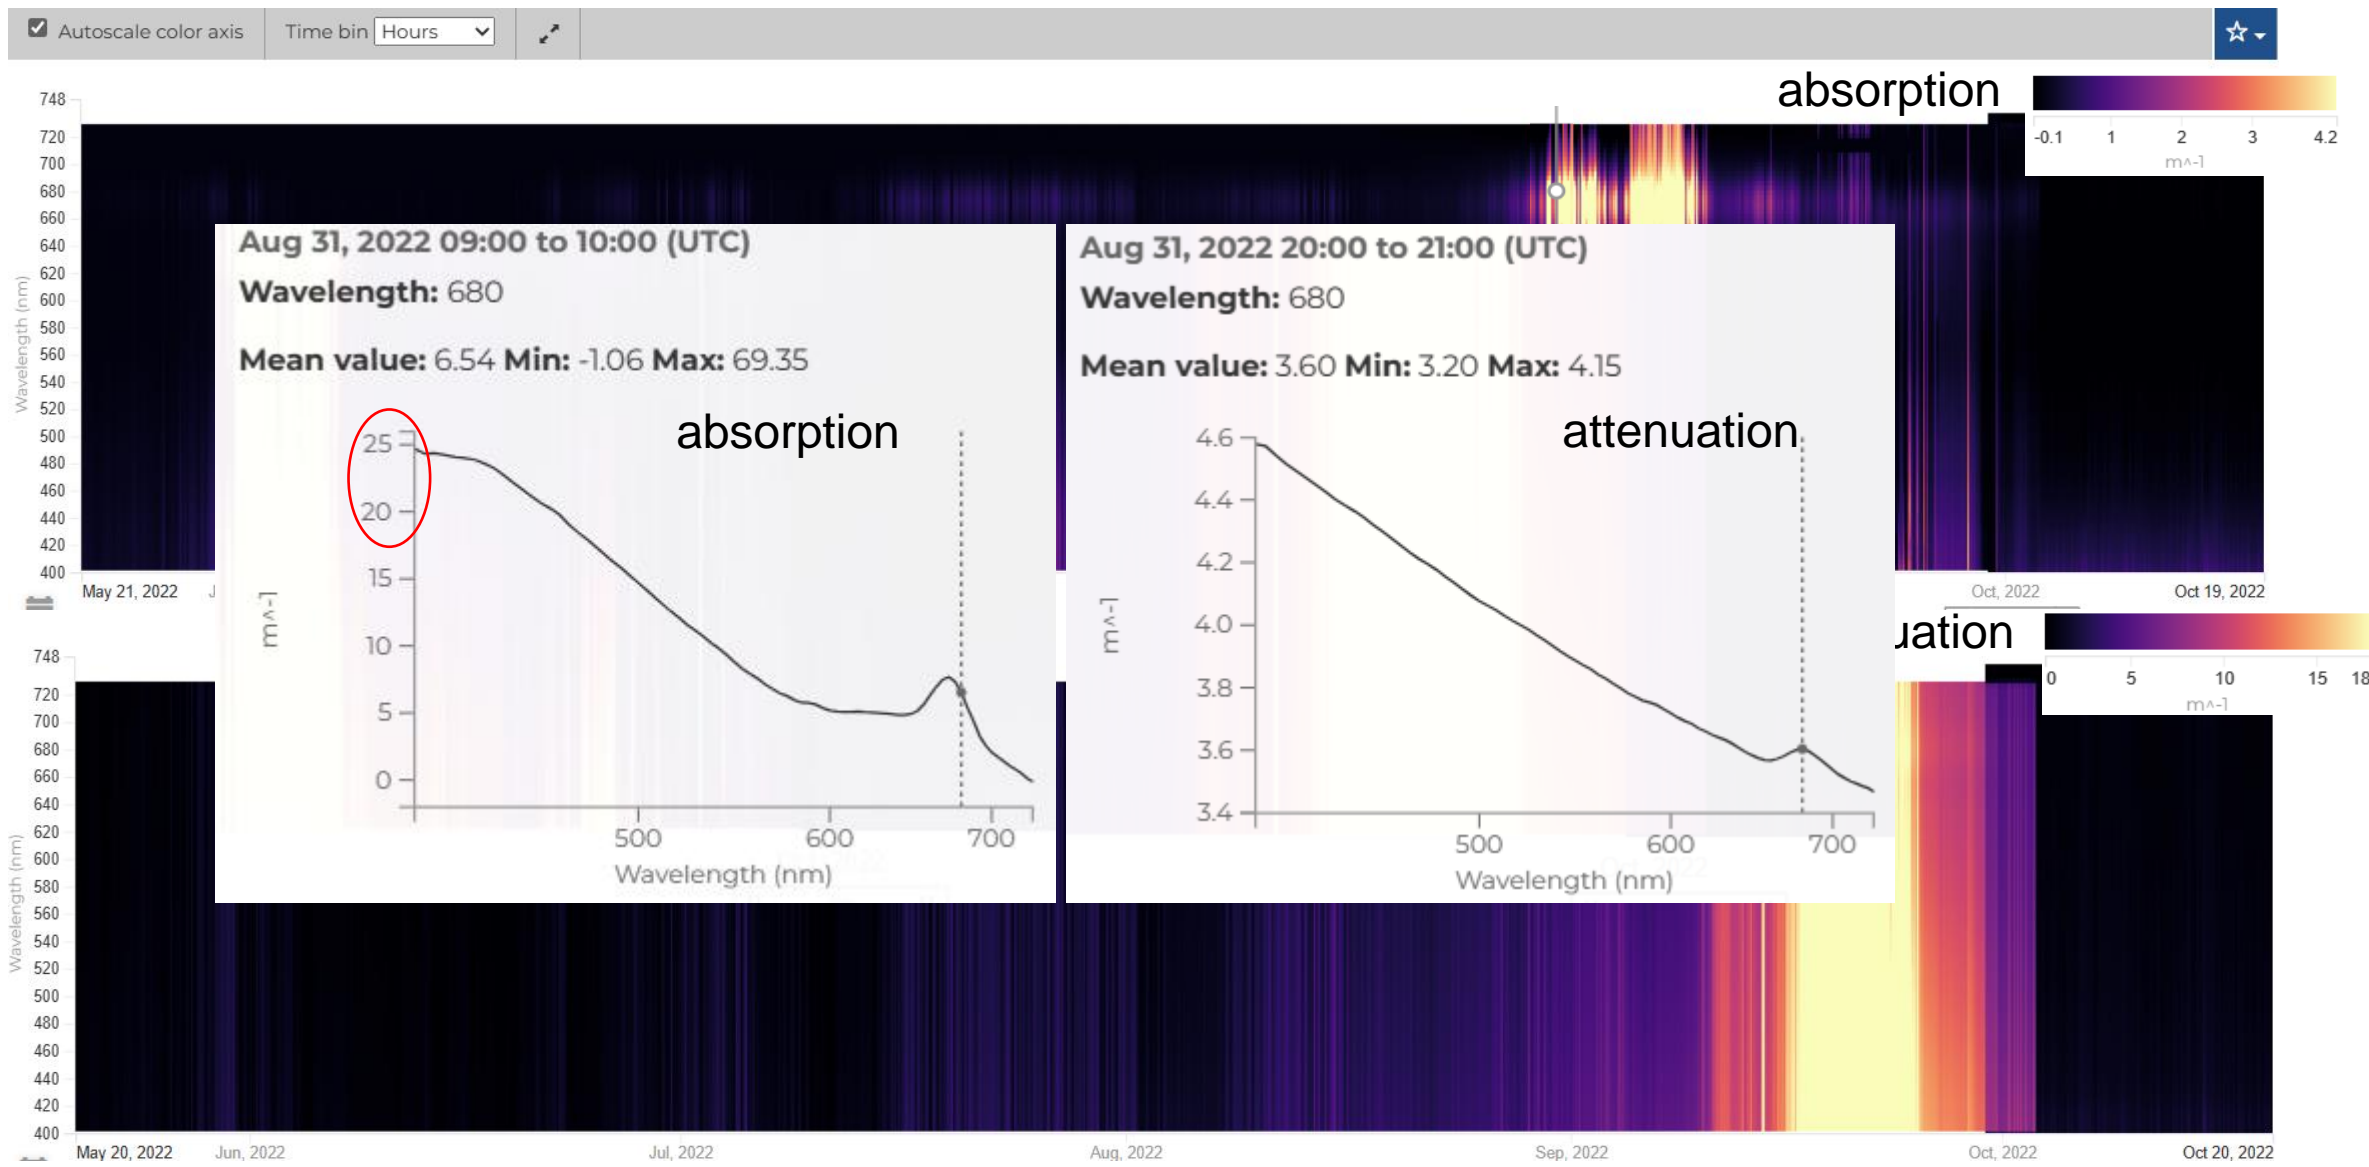 Autoscale color axis Time bin Hours
absorption
-0.1 1 2 3 4.2
m^-1
748
720
700
680
660
640
620
600
580
560
540
520
500
480
460
440
420
400
Wavelength (nm)
May 21, 2022 J Oct, 2022 Oct 19, 2022
Aug 31, 2022 09:00 to 10:00 (UTC)
Wavelength: 680
Mean value: 6.54 Min: -1.06 Max: 69.35
absorption
25
20
15
10
5
0
m^-1
500 600 700
Wavelength (nm)
Aug 31, 2022 20:00 to 21:00 (UTC)
Wavelength: 680
Mean value: 3.60 Min: 3.20 Max: 4.15
attenuation
4.6
4.4
4.2
4.0
3.8
3.6
3.4
m^-1
500 600 700
Wavelength (nm)
uation
0 5 10 15 18
m^-1
748
720
700
680
660
640
620
600
580
560
540
520
500
480
460
440
420
400
Wavelength (nm)
May 20, 2022 Jun, 2022 Jul, 2022 Aug, 2022 Sep, 2022 Oct, 2022 Oct 20, 2022